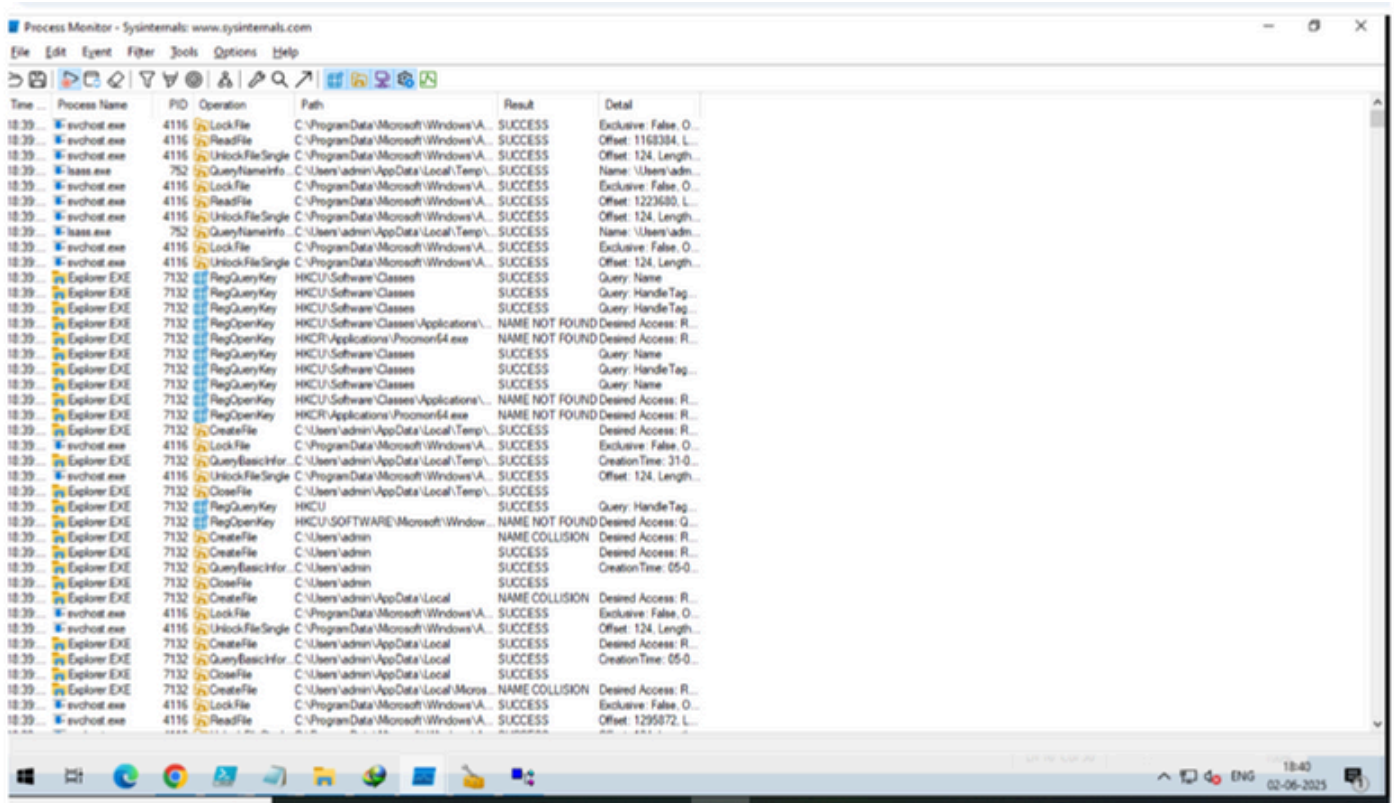 Process Monitor - Sysinternals: www.sysinternals.com
File Edit Event Filter Tools Options Help
Time ... Process Name PID Operation Path Result Detail
18:39:... svchost.exe 4116 LockFile C:\ProgramData\Microsoft\Windows\A... SUCCESS Exclusive: False, O...
18:39:... svchost.exe 4116 ReadFile C:\ProgramData\Microsoft\Windows\A... SUCCESS Offset: 1168384, L...
18:39:... svchost.exe 4116 UnlockFileSingle C:\ProgramData\Microsoft\Windows\A... SUCCESS Offset: 124, Length...
18:39:... lsass.exe 752 QueryNameInfo... C:\Users\admin\AppData\Local\Temp\... SUCCESS Name: \Users\adm...
18:39:... svchost.exe 4116 LockFile C:\ProgramData\Microsoft\Windows\A... SUCCESS Exclusive: False, O...
18:39:... svchost.exe 4116 ReadFile C:\ProgramData\Microsoft\Windows\A... SUCCESS Offset: 1223680, L...
18:39:... svchost.exe 4116 UnlockFileSingle C:\ProgramData\Microsoft\Windows\A... SUCCESS Offset: 124, Length...
18:39:... lsass.exe 752 QueryNameInfo... C:\Users\admin\AppData\Local\Temp\... SUCCESS Name: \Users\adm...
18:39:... svchost.exe 4116 LockFile C:\ProgramData\Microsoft\Windows\A... SUCCESS Exclusive: False, O...
18:39:... svchost.exe 4116 UnlockFileSingle C:\ProgramData\Microsoft\Windows\A... SUCCESS Offset: 124, Length...
18:39:... Explorer.EXE 7132 RegQueryKey HKCU\Software\Classes SUCCESS Query: Name
18:39:... Explorer.EXE 7132 RegQueryKey HKCU\Software\Classes SUCCESS Query: HandleTag...
18:39:... Explorer.EXE 7132 RegQueryKey HKCU\Software\Classes SUCCESS Query: HandleTag...
18:39:... Explorer.EXE 7132 RegOpenKey HKCU\Software\Classes\Applications\... NAME NOT FOUND Desired Access: R...
18:39:... Explorer.EXE 7132 RegOpenKey HKCR\Applications\Procmon64.exe NAME NOT FOUND Desired Access: R...
18:39:... Explorer.EXE 7132 RegQueryKey HKCU\Software\Classes SUCCESS Query: Name
18:39:... Explorer.EXE 7132 RegQueryKey HKCU\Software\Classes SUCCESS Query: HandleTag...
18:39:... Explorer.EXE 7132 RegQueryKey HKCU\Software\Classes SUCCESS Query: Name
18:39:... Explorer.EXE 7132 RegOpenKey HKCU\Software\Classes\Applications\... NAME NOT FOUND Desired Access: R...
18:39:... Explorer.EXE 7132 RegOpenKey HKCR\Applications\Procmon64.exe NAME NOT FOUND Desired Access: R...
18:39:... Explorer.EXE 7132 CreateFile C:\Users\admin\AppData\Local\Temp\... SUCCESS Desired Access: R...
18:39:... svchost.exe 4116 LockFile C:\ProgramData\Microsoft\Windows\A... SUCCESS Exclusive: False, O...
18:39:... Explorer.EXE 7132 QueryBasicInfor... C:\Users\admin\AppData\Local\Temp\... SUCCESS CreationTime: 31-0...
18:39:... svchost.exe 4116 UnlockFileSingle C:\ProgramData\Microsoft\Windows\A... SUCCESS Offset: 124, Length...
18:39:... Explorer.EXE 7132 CloseFile C:\Users\admin\AppData\Local\Temp\... SUCCESS
18:39:... Explorer.EXE 7132 RegQueryKey HKCU SUCCESS Query: HandleTag...
18:39:... Explorer.EXE 7132 RegOpenKey HKCU\SOFTWARE\Microsoft\Window... NAME NOT FOUND Desired Access: Q...
18:39:... Explorer.EXE 7132 CreateFile C:\Users\admin NAME COLLISION Desired Access: R...
18:39:... Explorer.EXE 7132 CreateFile C:\Users\admin SUCCESS Desired Access: R...
18:39:... Explorer.EXE 7132 QueryBasicInfor... C:\Users\admin SUCCESS CreationTime: 05-0...
18:39:... Explorer.EXE 7132 CloseFile C:\Users\admin SUCCESS
18:39:... Explorer.EXE 7132 CreateFile C:\Users\admin\AppData\Local NAME COLLISION Desired Access: R...
18:39:... svchost.exe 4116 LockFile C:\ProgramData\Microsoft\Windows\A... SUCCESS Exclusive: False, O...
18:39:... svchost.exe 4116 UnlockFileSingle C:\ProgramData\Microsoft\Windows\A... SUCCESS Offset: 124, Length...
18:39:... Explorer.EXE 7132 CreateFile C:\Users\admin\AppData\Local SUCCESS Desired Access: R...
18:39:... Explorer.EXE 7132 QueryBasicInfor... C:\Users\admin\AppData\Local SUCCESS CreationTime: 05-0...
18:39:... Explorer.EXE 7132 CloseFile C:\Users\admin\AppData\Local SUCCESS
18:39:... Explorer.EXE 7132 CreateFile C:\Users\admin\AppData\Local\Micros... NAME COLLISION Desired Access: R...
18:39:... svchost.exe 4116 LockFile C:\ProgramData\Microsoft\Windows\A... SUCCESS Exclusive: False, O...
18:39:... svchost.exe 4116 ReadFile C:\ProgramData\Microsoft\Windows\A... SUCCESS Offset: 1295872, L...
ENG
18:40
02-06-2025